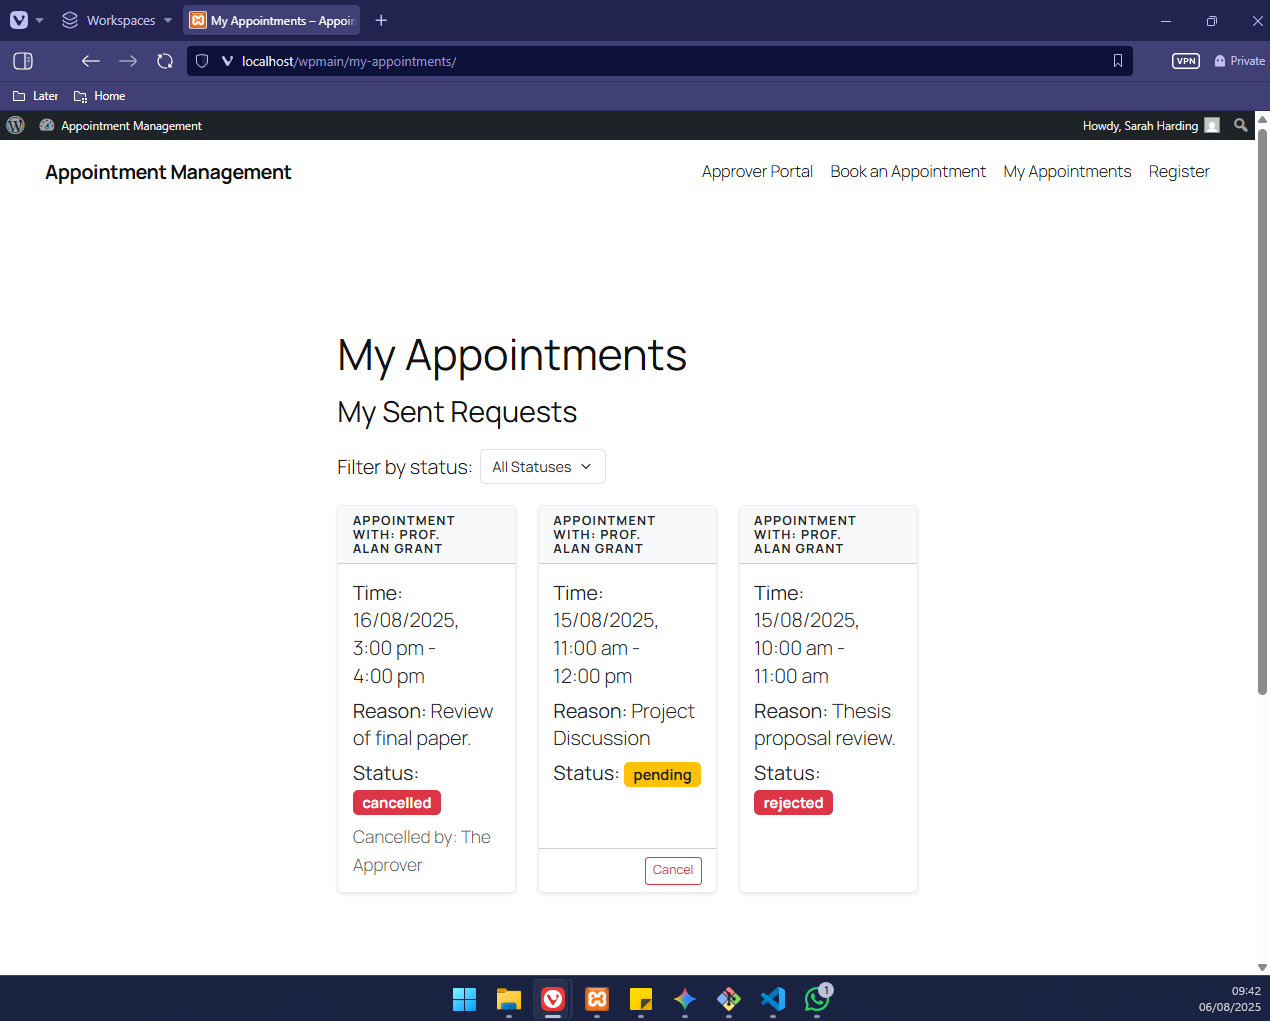 Workspaces
My Appointments – Appoin
localhost/wpmain/my-appointments/
VPN
Private
Later
Home
Appointment Management
Howdy, Sarah Harding
Appointment Management
Approver Portal
Book an Appointment
My Appointments
Register
My Appointments
My Sent Requests
Filter by status:
All Statuses
APPOINTMENT
WITH: PROF.
ALAN GRANT
Time:
16/08/2025,
3:00 pm -
4:00 pm
Reason: Review
of final paper.
Status:
cancelled
Cancelled by: The
Approver
APPOINTMENT
WITH: PROF.
ALAN GRANT
Time:
15/08/2025,
11:00 am -
12:00 pm
Reason: Project
Discussion
Status: pending
Cancel
APPOINTMENT
WITH: PROF.
ALAN GRANT
Time:
15/08/2025,
10:00 am -
11:00 am
Reason: Thesis
proposal review.
Status:
rejected
1
09:42
06/08/2025